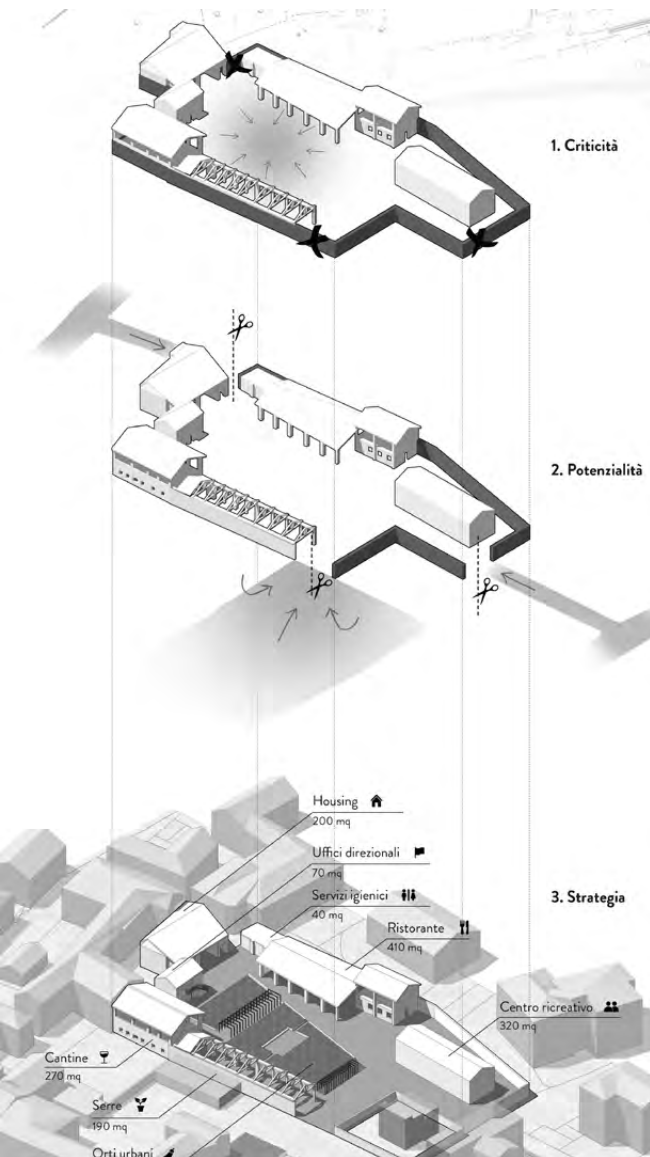 1. Criticità
2. Potenzialità
Housing
200 mq
Uffici direzionali
70 mq
3. Strategia
Servizi igienici
40 mq
Ristorante
410 mq
Centro ricreativo
320 mq
Cantine
270 mq
Serre
190 mq
Orti urbani